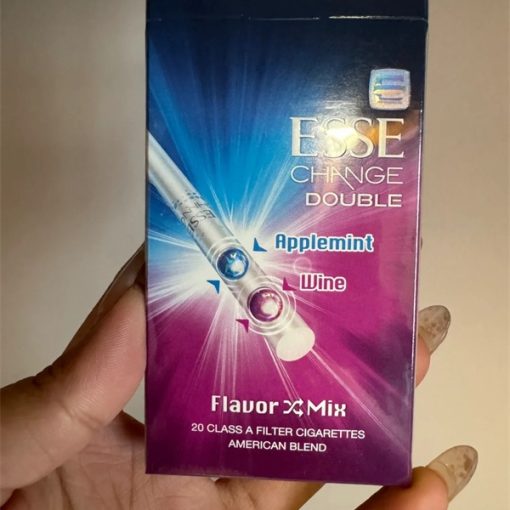 ESSE
CHANGE
DOUBLE
Applemint
Wine
Flavor Mix
20 CLASS A FILTER CIGARETTES
AMERICAN BLEND